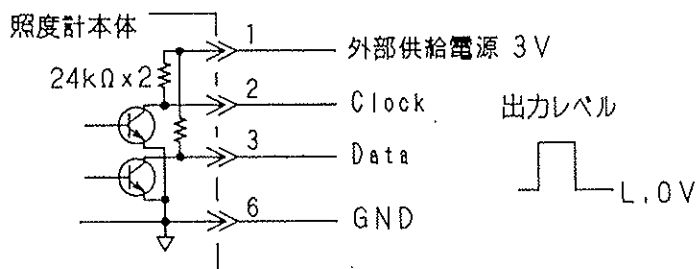 照度計本体
1
外部供給電源 3V
24kΩx2
2
Clock
出力レベル
3
Data
L,0V
6
GND